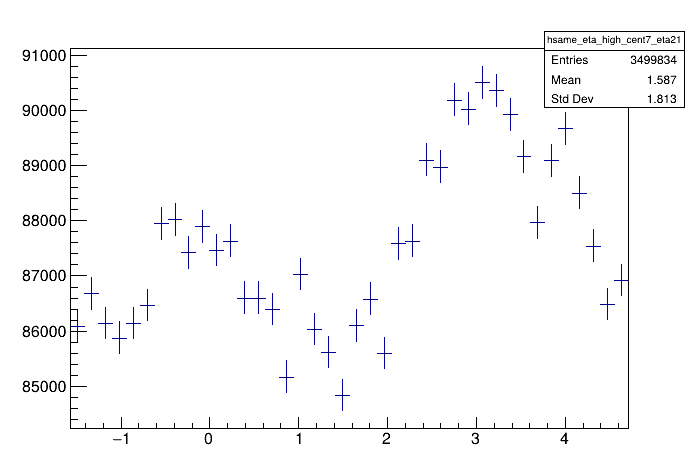 hsame_eta_high_cent7_eta21
Entries 3499834
Mean 1.587
Std Dev 1.813
91000
90000
89000
88000
87000
86000
85000
−1 0 1 2 3 4